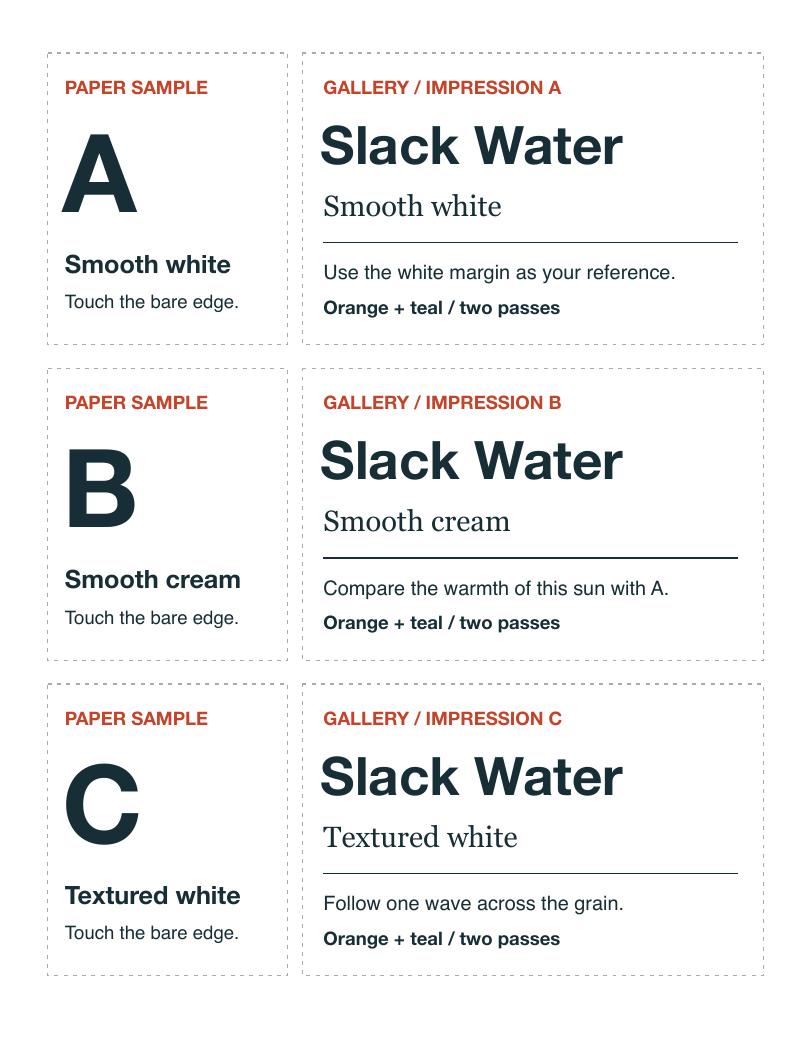 PAPER SAMPLE
A
Smooth white
Touch the bare edge.
GALLERY / IMPRESSION A
Slack Water
Smooth white
Use the white margin as your reference.
Orange + teal / two passes
PAPER SAMPLE
B
Smooth cream
Touch the bare edge.
GALLERY / IMPRESSION B
Slack Water
Smooth cream
Compare the warmth of this sun with A.
Orange + teal / two passes
PAPER SAMPLE
C
Textured white
Touch the bare edge.
GALLERY / IMPRESSION C
Slack Water
Textured white
Follow one wave across the grain.
Orange + teal / two passes